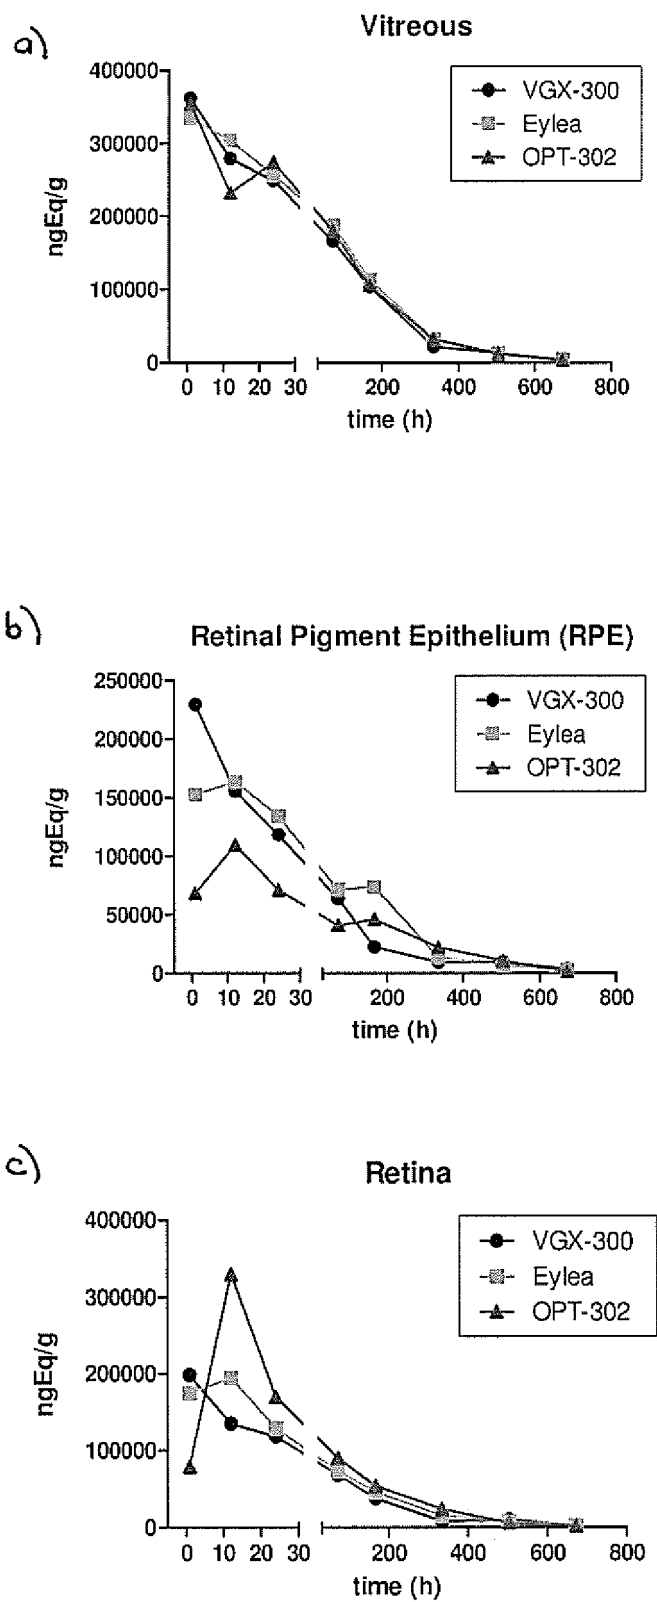 a)
Vitreous
400000
300000
200000
100000
0
ngEq/g
VGX-300
Eylea
OPT-302
0 10 20 30 200 400 600 800
time (h)
b)
Retinal Pigment Epithelium (RPE)
250000
200000
150000
100000
50000
0
ngEq/g
VGX-300
Eylea
OPT-302
0 10 20 30 200 400 600 800
time (h)
c)
Retina
400000
300000
200000
100000
0
ngEq/g
VGX-300
Eylea
OPT-302
0 10 20 30 200 400 600 800
time (h)